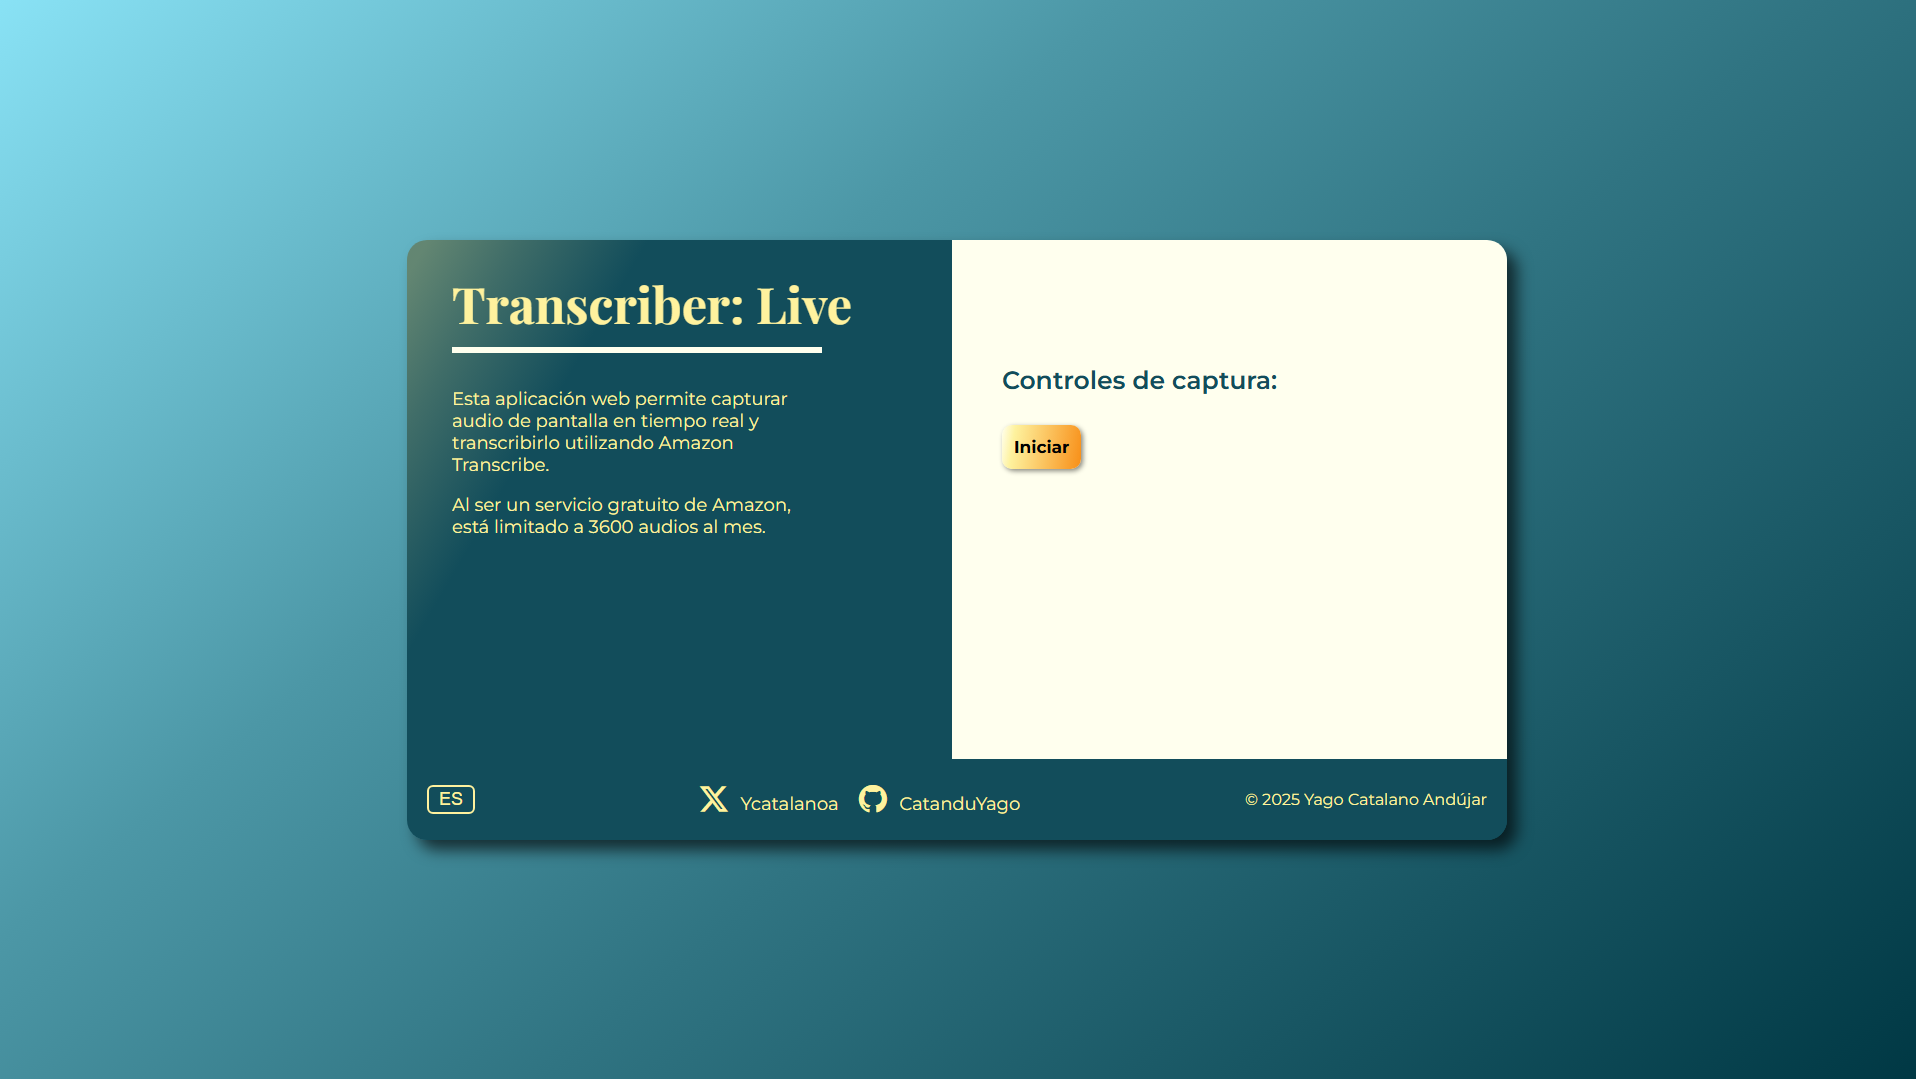 Transcriber: Live
Esta aplicación web permite capturar
audio de pantalla en tiempo real y
transcribirlo utilizando Amazon
Transcribe.
Al ser un servicio gratuito de Amazon,
está limitado a 3600 audios al mes.
Controles de captura:
Iniciar
ES
Ycatalanoa
CatanduYago
© 2025 Yago Catalano Andújar